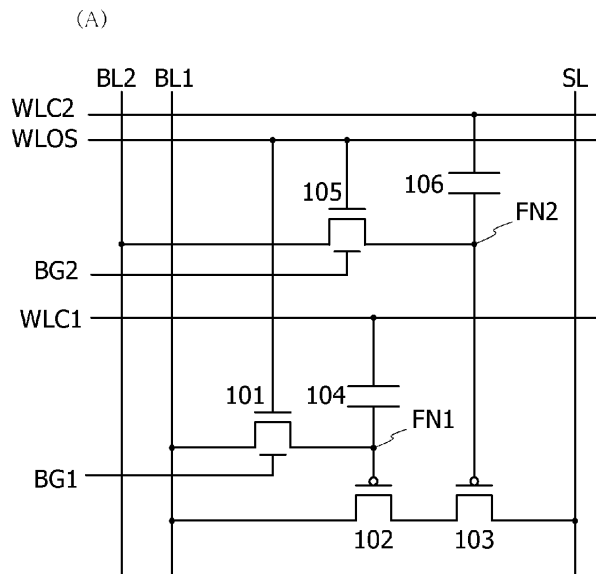 (A)
BL2 BL1 SL
WLC2
WLOS
105
106
FN2
BG2
WLC1
101
104
FN1
BG1
102
103